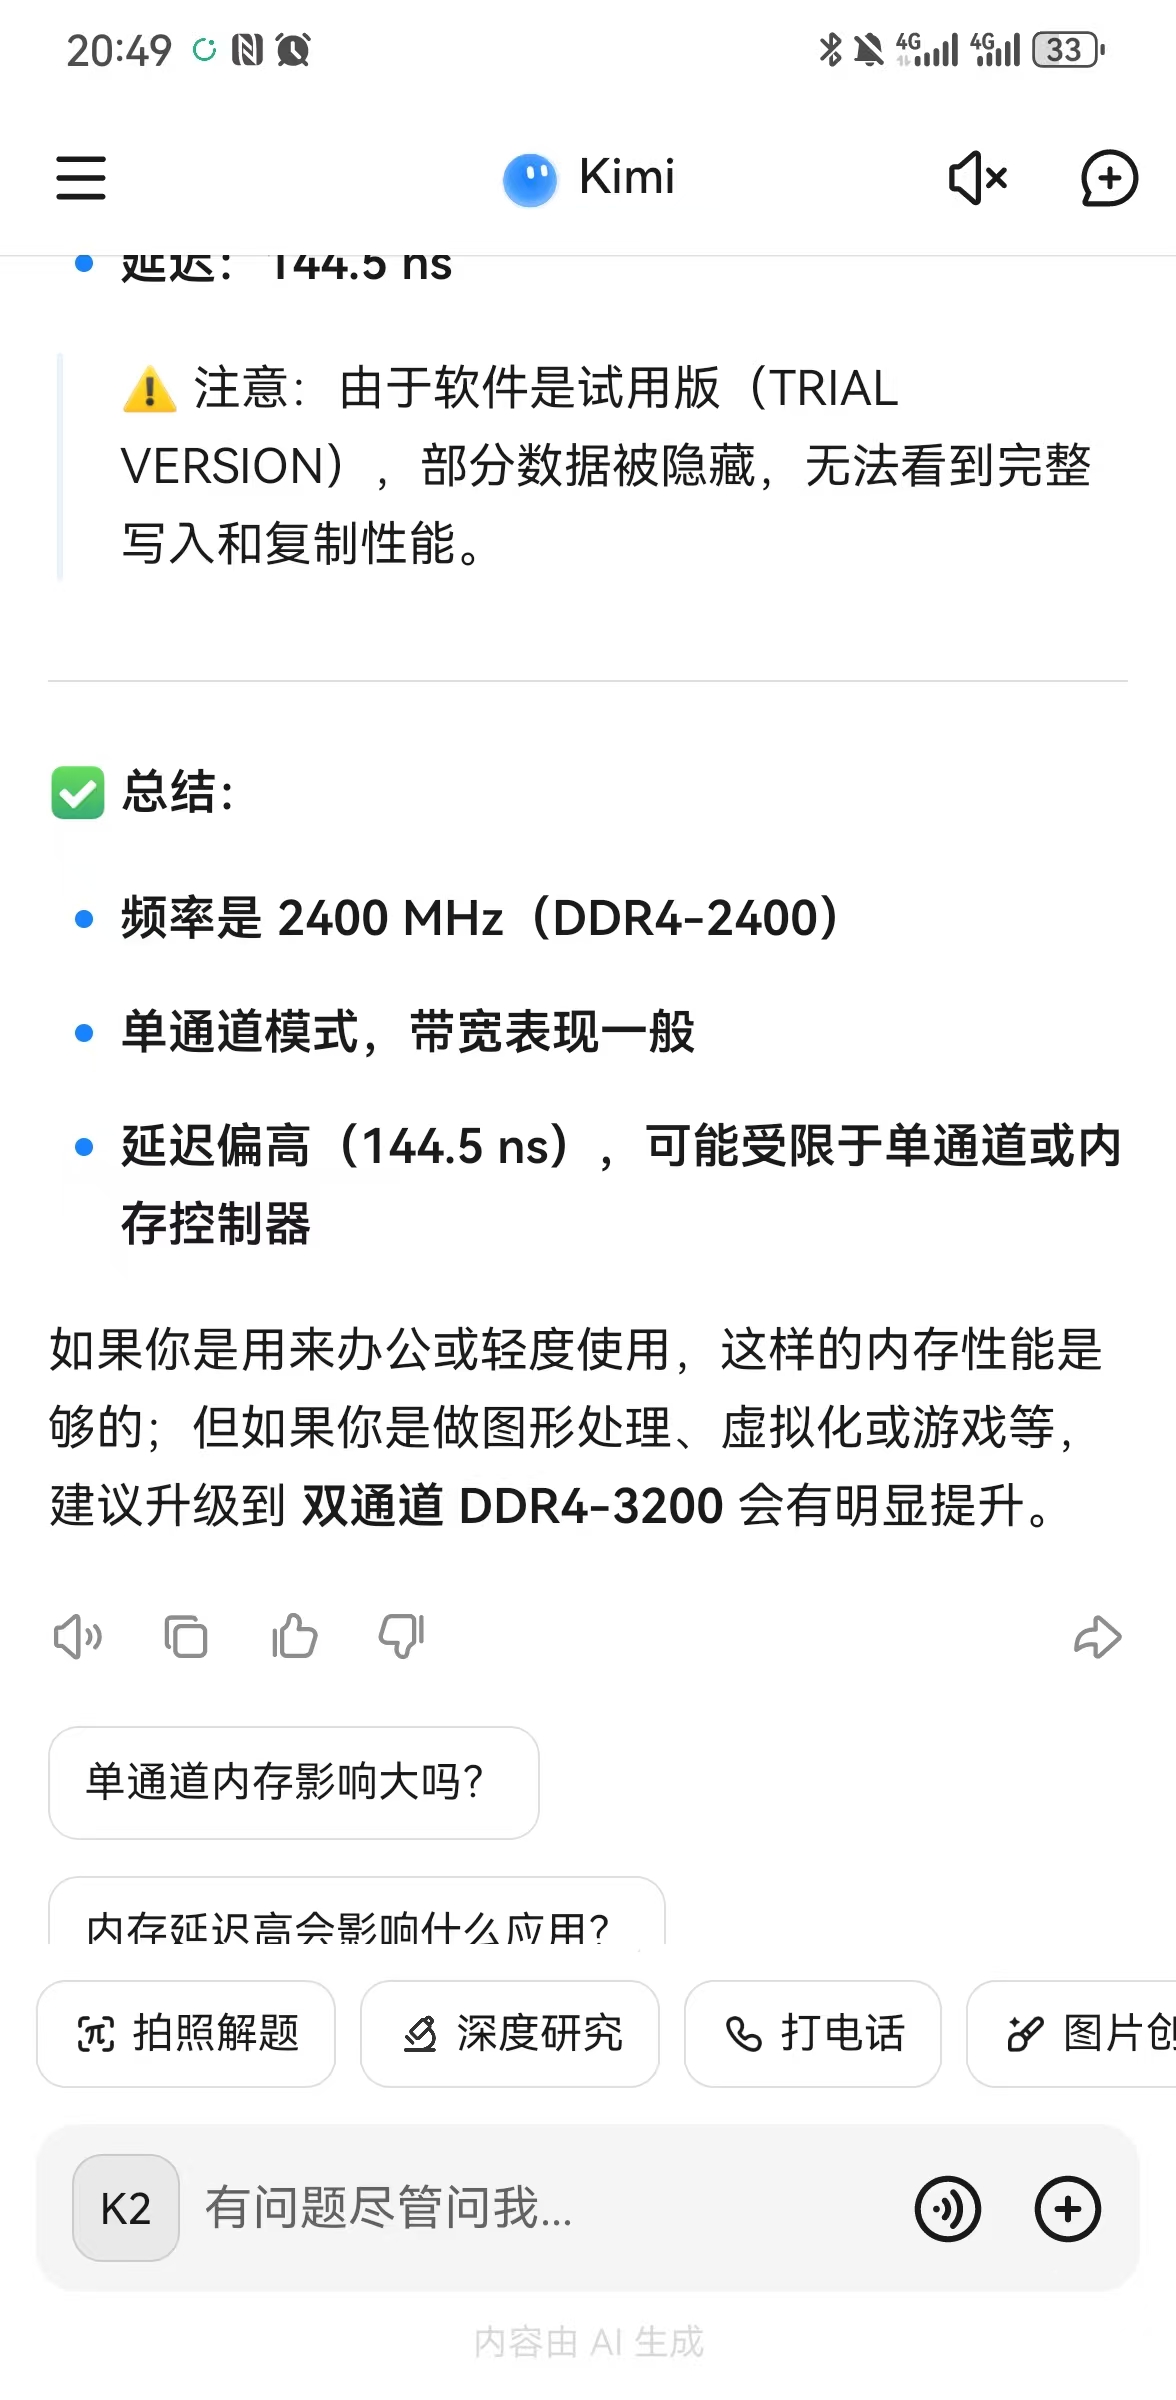 20:49
4G 4G 33
Kimi
延迟： 144.5 ns
⚠️ 注意：由于软件是试用版（TRIAL
VERSION），部分数据被隐藏，无法看到完整
写入和复制性能。
✅ 总结：
频率是 2400 MHz（DDR4-2400）
单通道模式，带宽表现一般
延迟偏高（144.5 ns），可能受限于单通道或内
存控制器
如果你是用来办公或轻度使用，这样的内存性能是
够的；但如果你是做图形处理、虚拟化或游戏等，
建议升级到 双通道 DDR4-3200 会有明显提升。
单通道内存影响大吗？
内存延迟高会影响什么应用？
拍照解题 深度研究 打电话 图片创
K2 有问题尽管问我...
内容由 AI 生成